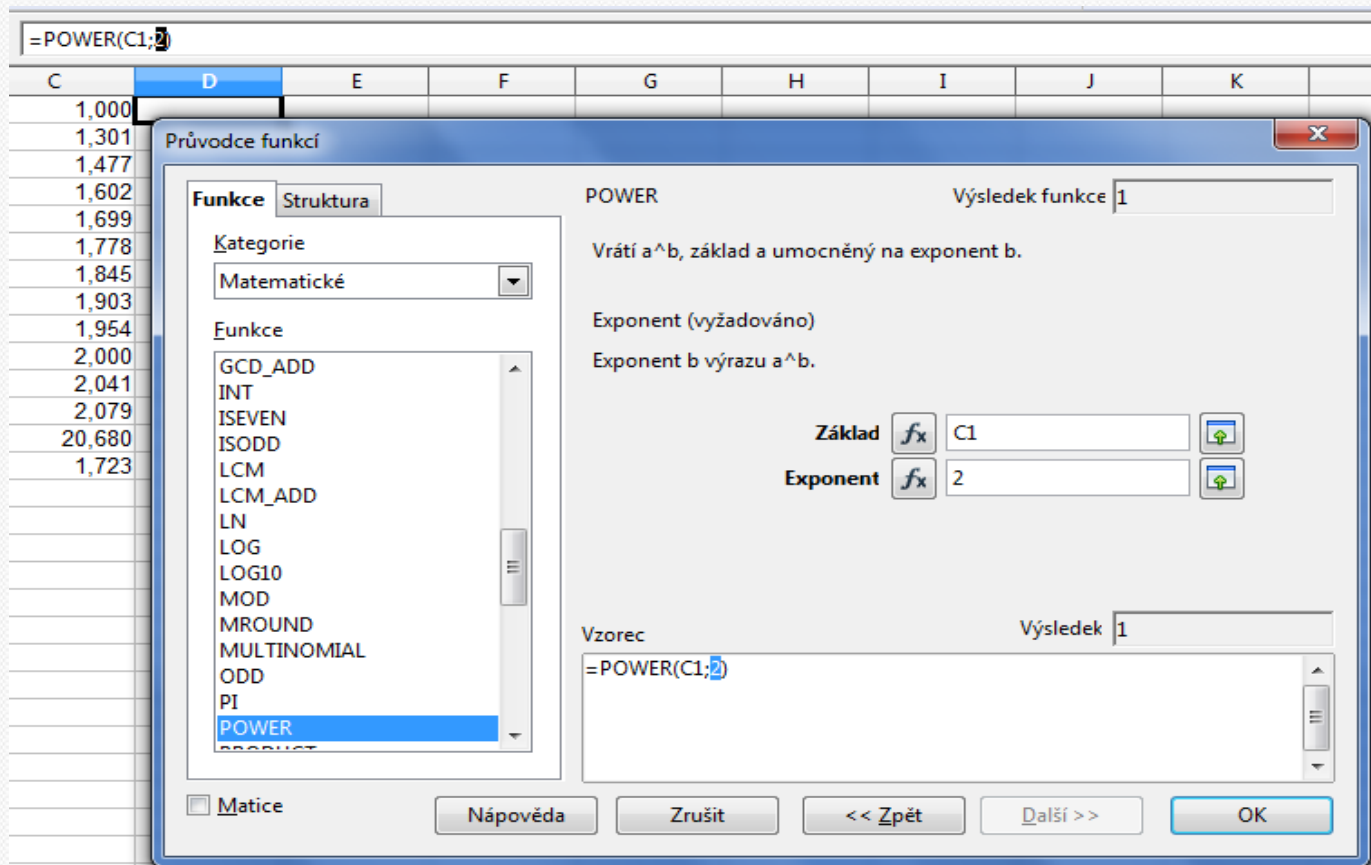 =POWER(C1;2)
C D E F G H I J K
1,000
1,301
1,477
1,602
1,699
1,778
1,845
1,903
1,954
2,000
2,041
2,079
20,680
1,723
Průvodce funkcí
Funkce Struktura
Kategorie
Matematické
Funkce
GCD_ADD
INT
ISEVEN
ISODD
LCM
LCM_ADD
LN
LOG
LOG10
MOD
MROUND
MULTINOMIAL
ODD
PI
POWER
PRODUCT
Matice
POWER Výsledek funkce 1
Vrátí a^b, základ a umocněný na exponent b.
Exponent (vyžadováno)
Exponent b výrazu a^b.
Základ fx C1
Exponent fx 2
Vzorec Výsledek 1
=POWER(C1;2)
Nápověda Zrušit << Zpět Další >> OK